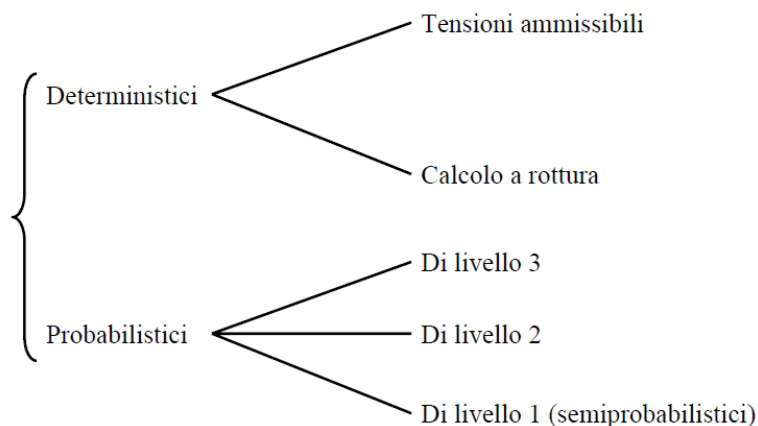 Tensioni ammissibili
Deterministici
Calcolo a rottura
Di livello 3
Probabilistici
Di livello 2
Di livello 1 (semiprobabilistici)